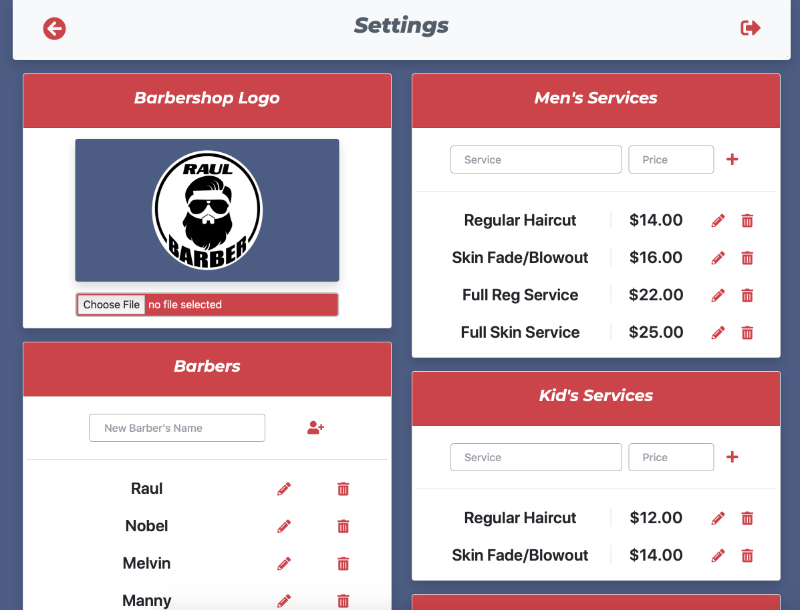 Settings
Barbershop Logo
RAUL
BARBER
Choose File no file selected
Barbers
New Barber's Name
Raul
Nobel
Melvin
Manny
Men's Services
Service Price
Regular Haircut $14.00
Skin Fade/Blowout $16.00
Full Reg Service $22.00
Full Skin Service $25.00
Kid's Services
Service Price
Regular Haircut $12.00
Skin Fade/Blowout $14.00